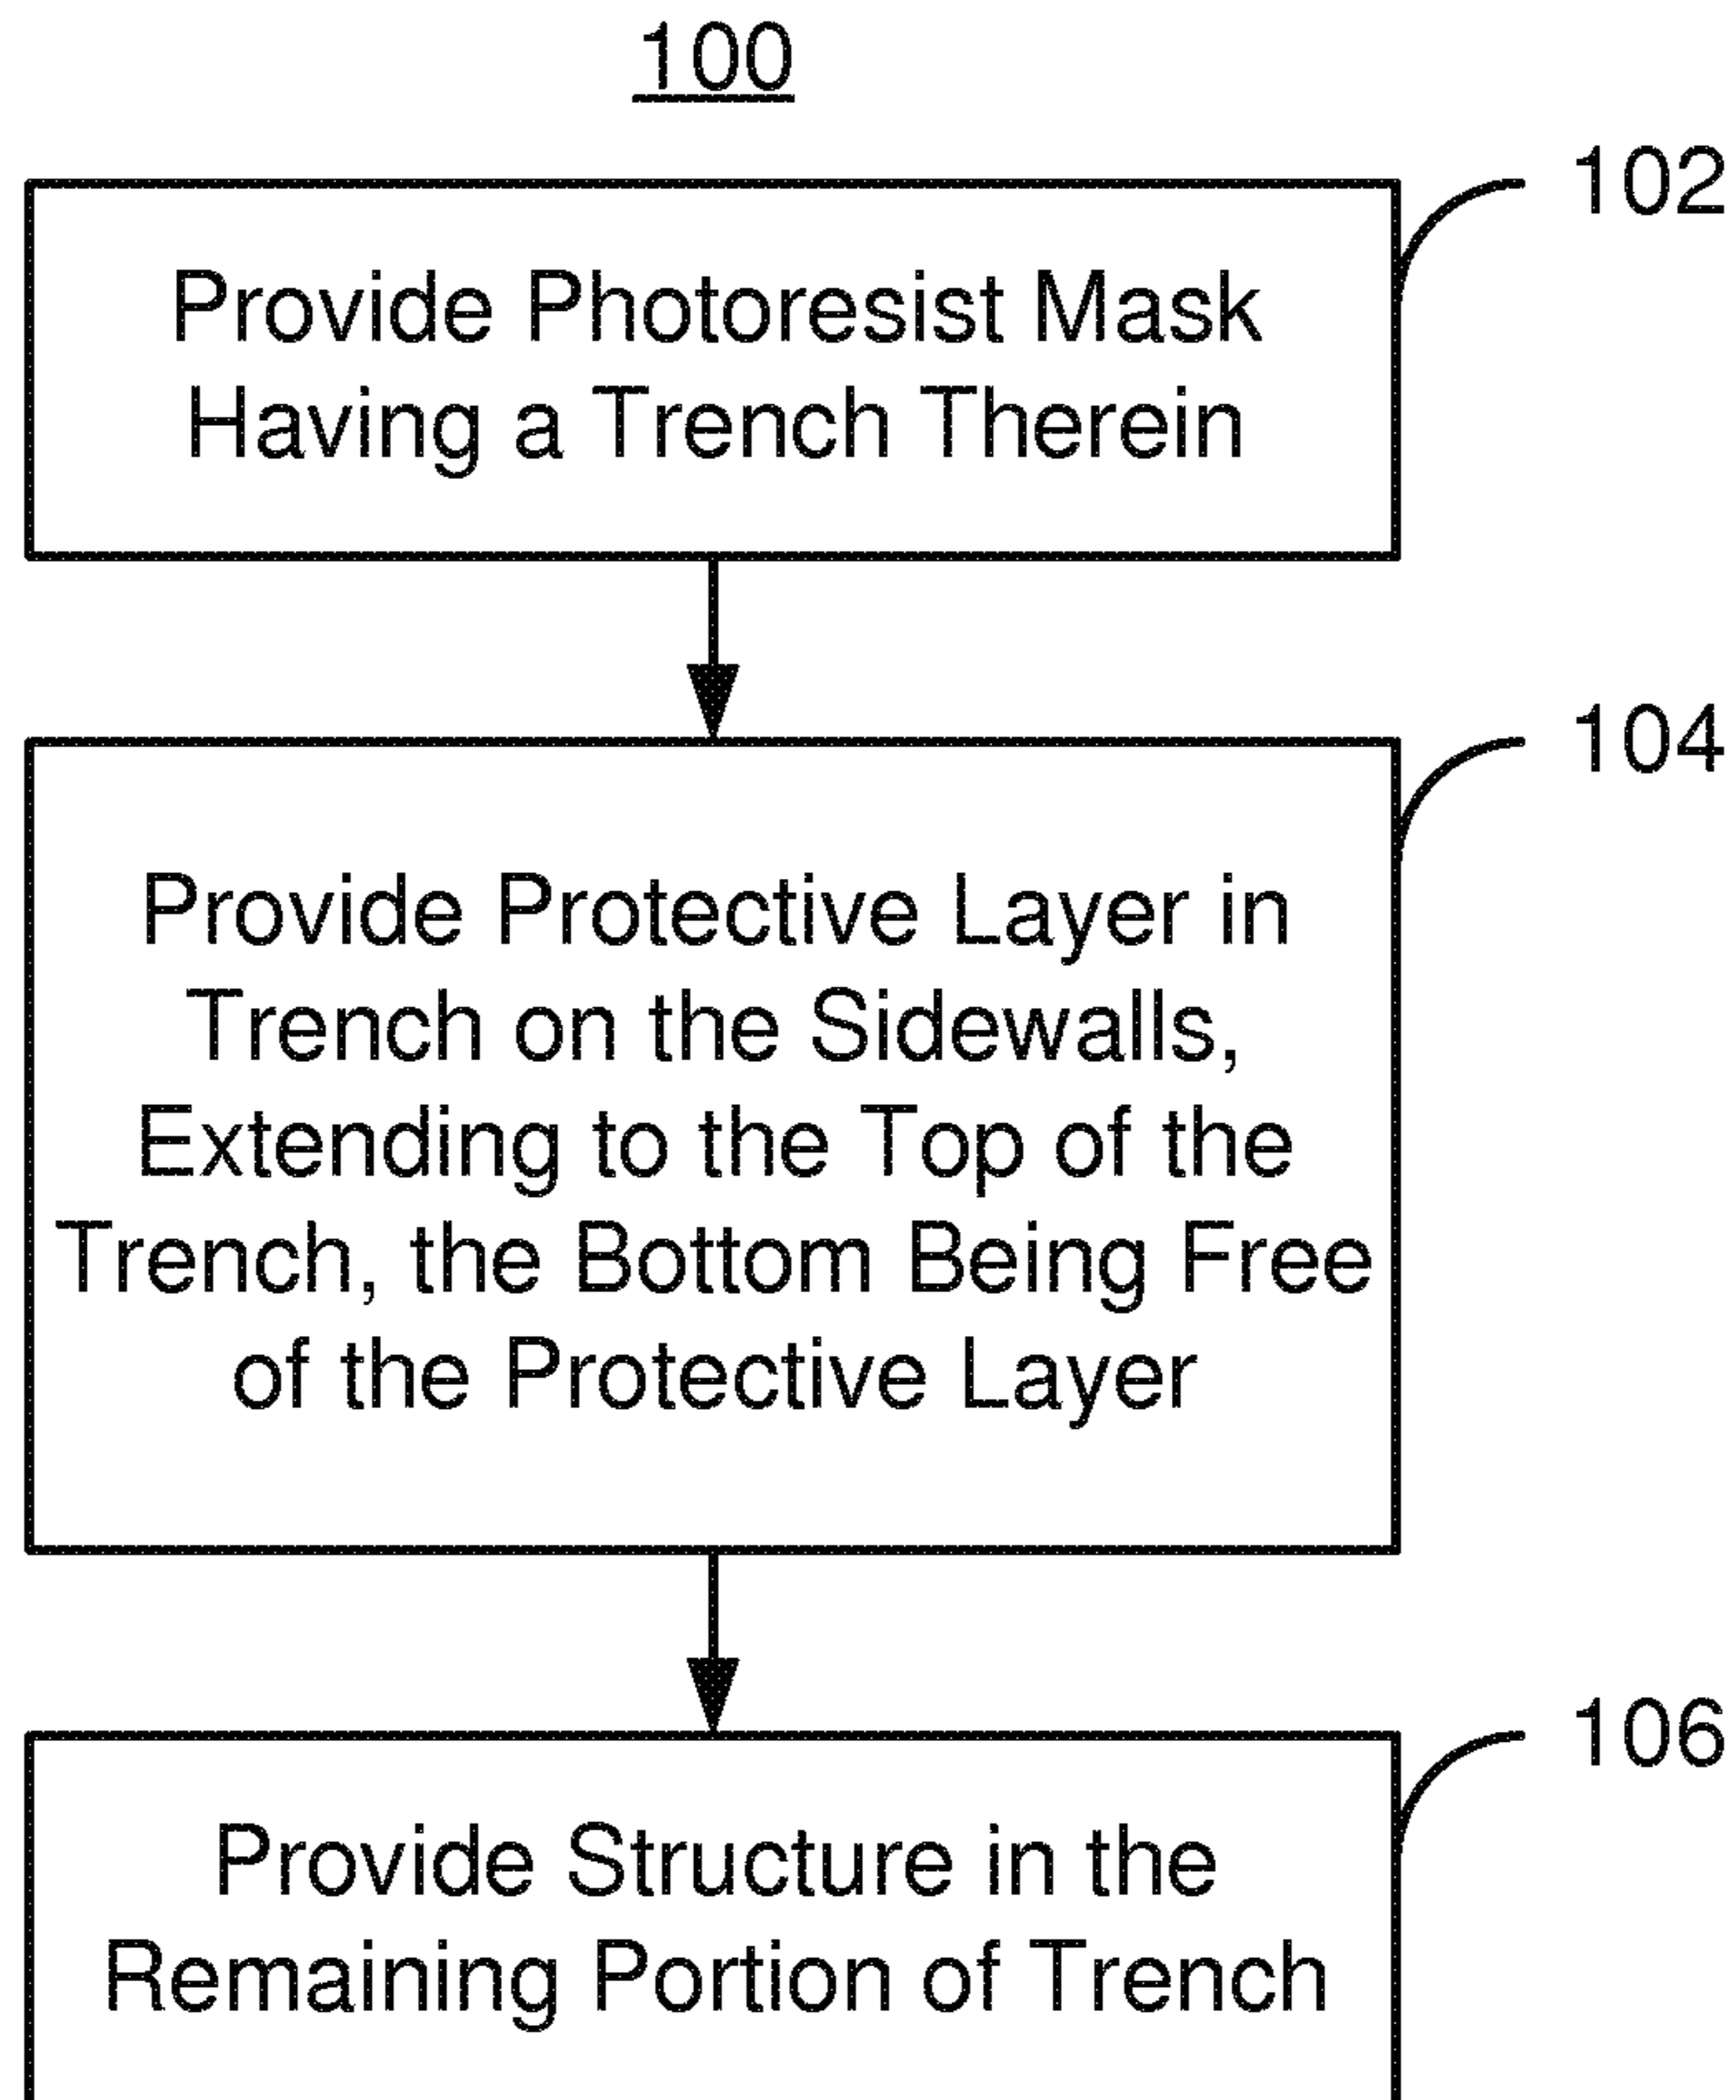 100
102
Provide Photoresist Mask
Having a Trench Therein
104
Provide Protective Layer in
Trench on the Sidewalls,
Extending to the Top of the
Trench, the Bottom Being Free
of the Protective Layer
106
Provide Structure in the
Remaining Portion of Trench